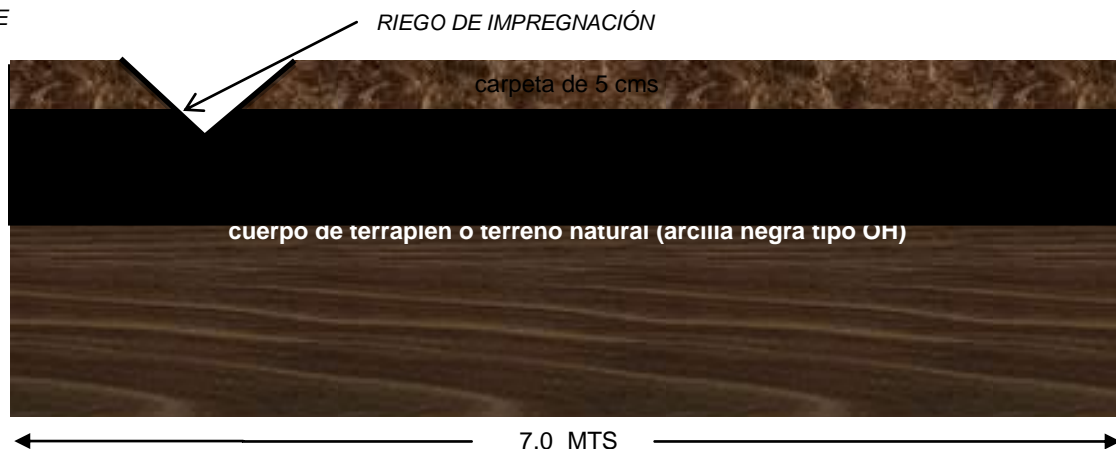 E
RIEGO DE IMPREGNACIÓN
carpeta de 5 cms
cuerpo de terraplen o terreno natural (arcilla negra tipo OH)
7.0 MTS